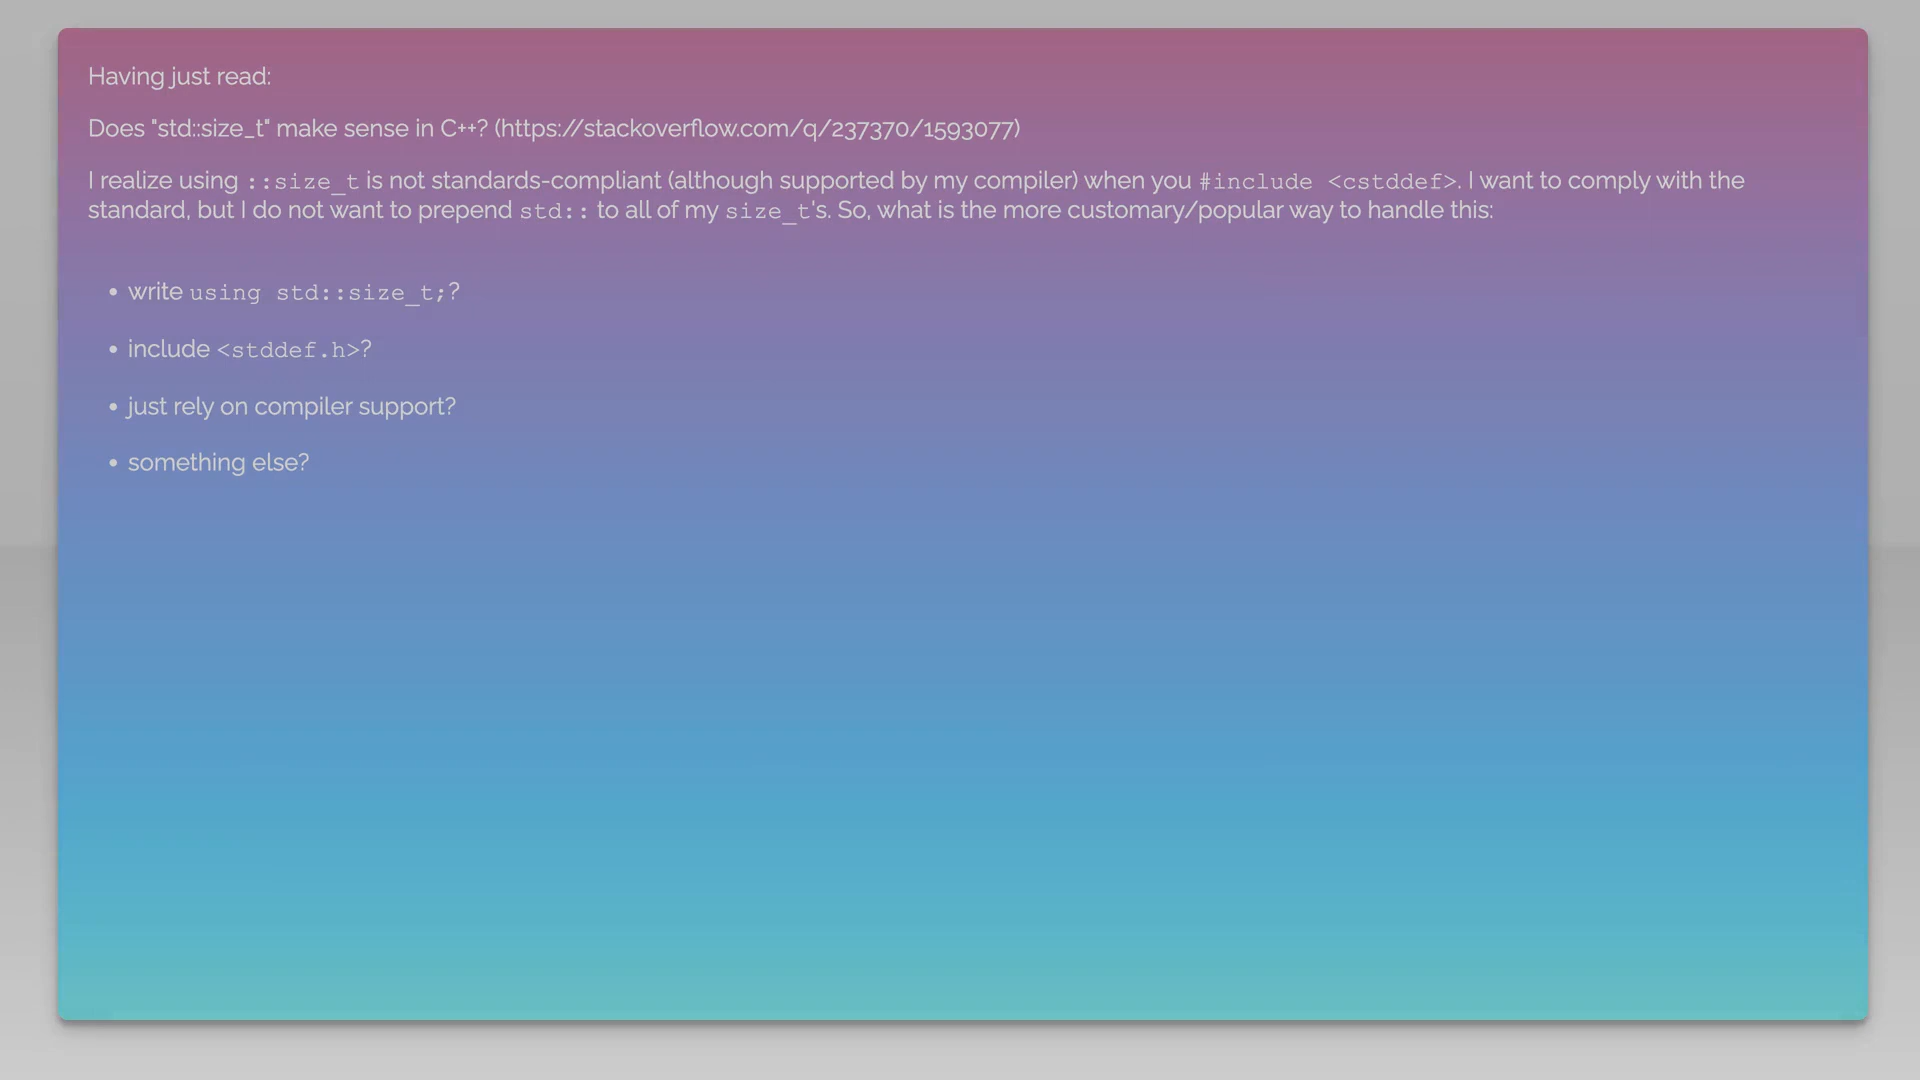 Having just read:
Does "std::size_t" make sense in C++? (https://stackoverflow.com/q/237370/1593077)
I realize using ::size_t is not standards-compliant (although supported by my compiler) when you #include <cstddef>. I want to comply with the
standard, but I do not want to prepend std:: to all of my size_t's. So, what is the more customary/popular way to handle this:
• write using std::size_t;?
• include <stddef.h>?
• just rely on compiler support?
• something else?